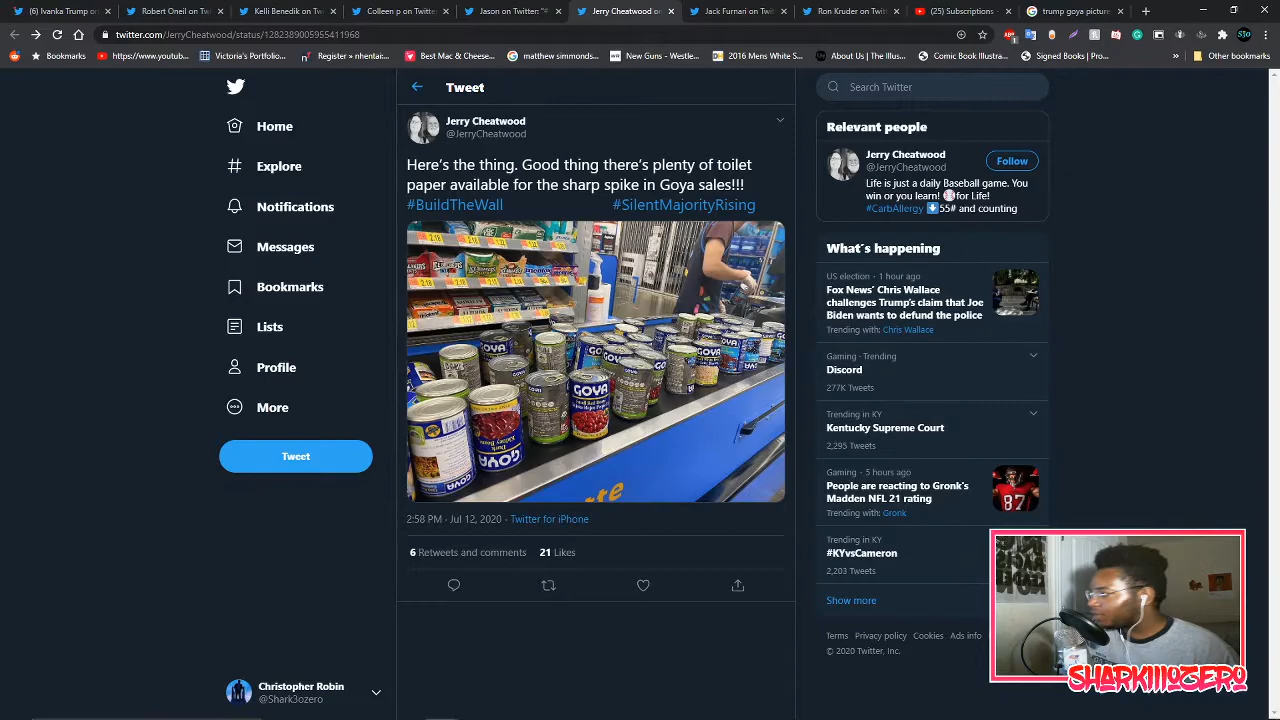 (6) Ivanka Trump on
Robert Oneil on Twitter
Kelli Benedik on Twitter
Colleen p on Twitter
Jason on Twitter: "#
Jerry Cheatwood on
Jack Furnari on Twitter
Ron Kruder on Twitter
(25) Subscriptions -
trump goya picture
twitter.com/JerryCheatwood/status/1282389005955411968
Bookmarks
https://www.youtub...
Victoria's Portfolio...
Register » nhentai...
Best Mac & Cheese...
matthew simmonds...
New Guns - Westle...
2016 Mens White S...
About Us | The Illus...
Comic Book Illustra...
Signed Books | Pro...
»
Other bookmarks
Home
Explore
Notifications
Messages
Bookmarks
Lists
Profile
More
Tweet
Christopher Robin
@Shark3ozero
Tweet
Jerry Cheatwood
@JerryCheatwood
Here's the thing. Good thing there's plenty of toilet
paper available for the sharp spike in Goya sales!!!
#BuildTheWall #SilentMajorityRising
GOYA
GOYA
GOYA
GOYA
GOYA
2:58 PM · Jul 12, 2020 · Twitter for iPhone
6 Retweets and comments 21 Likes
Search Twitter
Relevant people
Jerry Cheatwood
@JerryCheatwood
Follow
Life is just a daily Baseball game. You
win or you learn! for Life!
#CarbAllergy 55# and counting
What's happening
US election · 1 hour ago
Fox News' Chris Wallace
challenges Trump's claim that Joe
Biden wants to defund the police
Trending with: Chris Wallace
Gaming · Trending
Discord
277K Tweets
Trending in KY
Kentucky Supreme Court
2,295 Tweets
Gaming · 5 hours ago
People are reacting to Gronk's
Madden NFL 21 rating
Trending with: Gronk
87
Trending in KY
#KYvsCameron
2,203 Tweets
Show more
Terms Privacy policy Cookies Ads info
© 2020 Twitter, Inc.
SHARKIIIOZERO